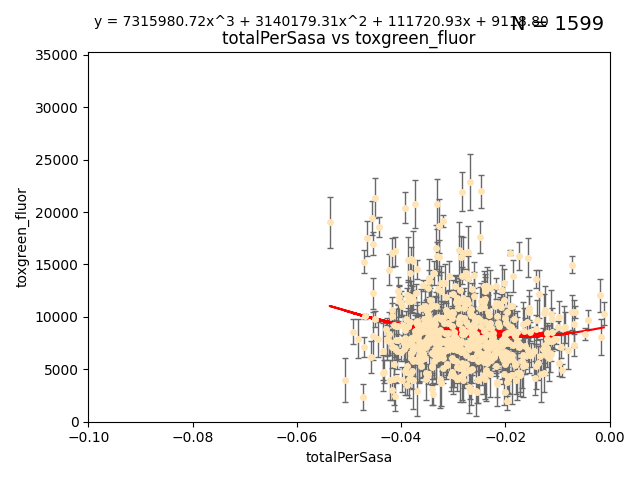 y = 7315980.72x^3 + 3140179.31x^2 + 111720.93x + 9118.80
N = 1599
totalPerSasa vs toxgreen_fluor
35000
30000
25000
20000
15000
10000
5000
0
toxgreen_fluor
−0.10
−0.08
−0.06
−0.04
−0.02
0.00
totalPerSasa